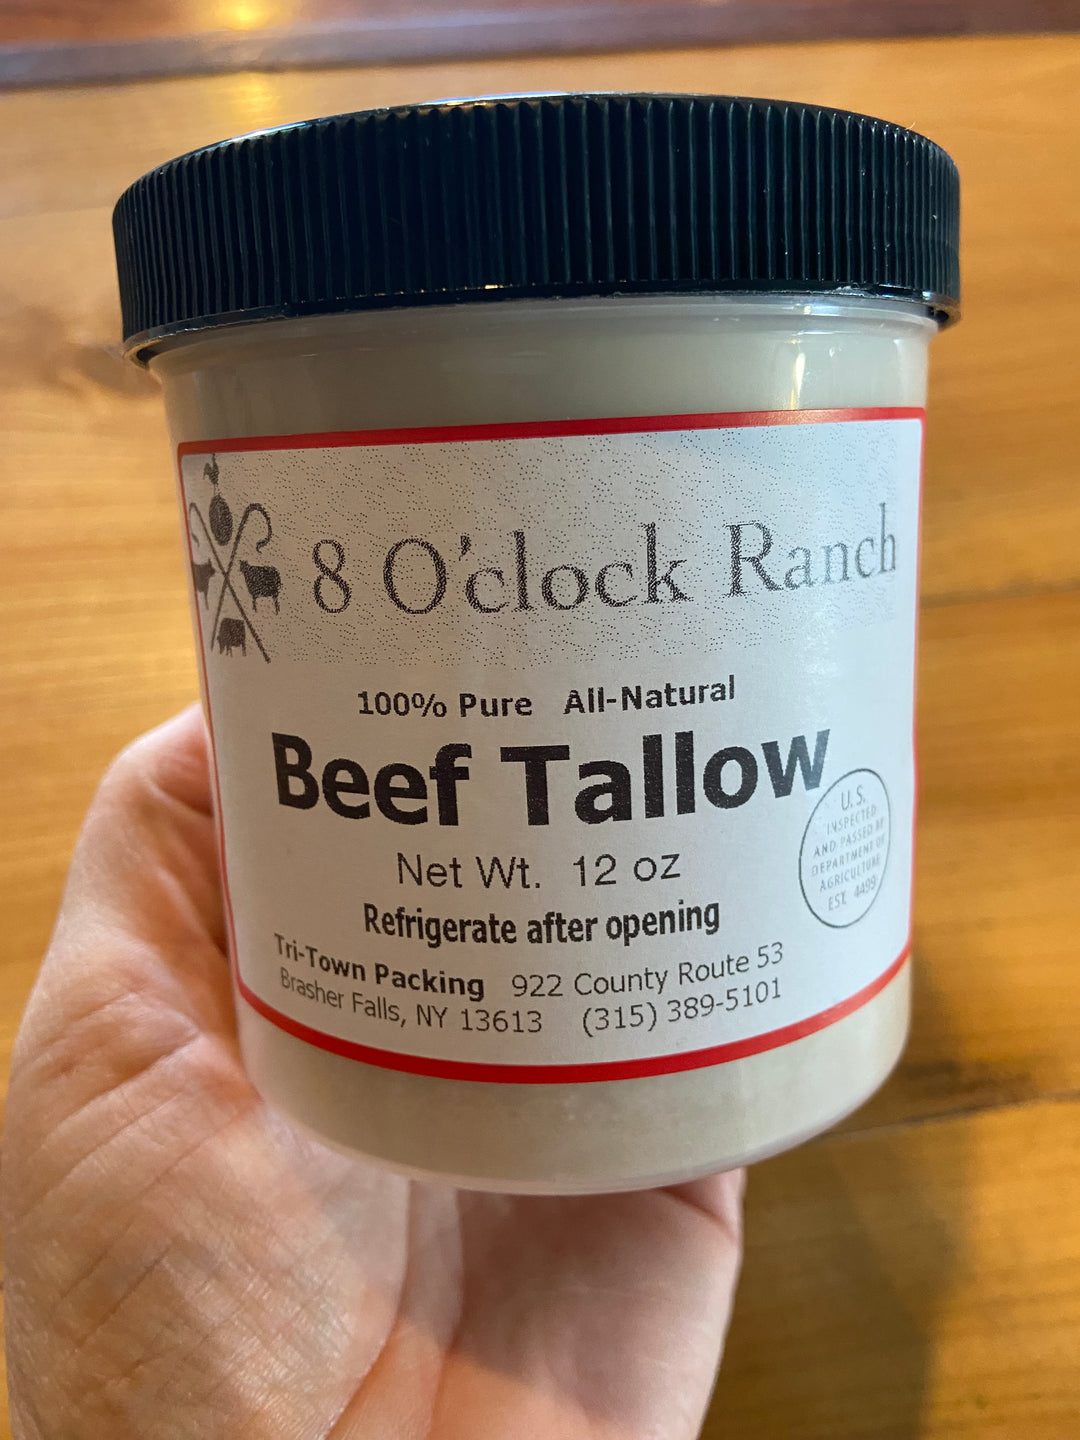 8 O'clock Ranch
100% Pure All-Natural
Beef Tallow
Net Wt. 12 oz
Refrigerate after opening
Tri-Town Packing 922 County Route 53
Brasher Falls, NY 13613 (315) 389-5101
U.S.
INSPECTED
AND PASSED BY
DEPARTMENT OF
AGRICULTURE
EST. 4499